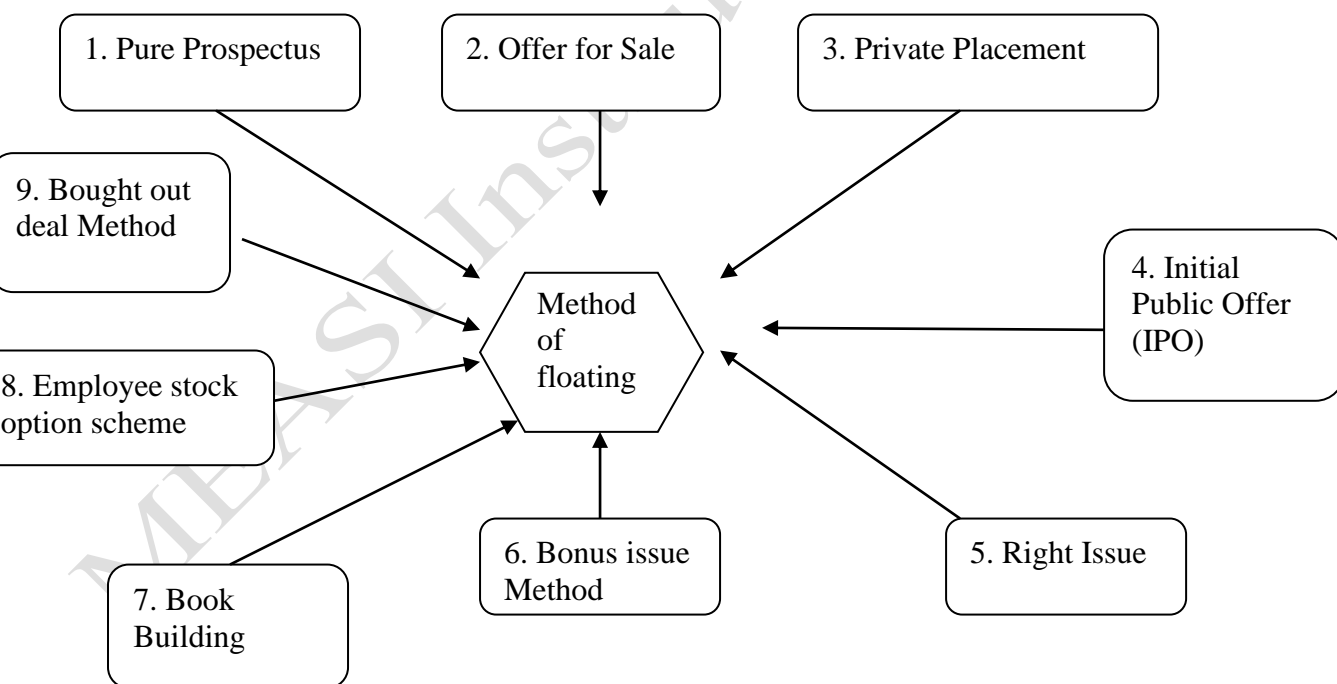 1. Pure Prospectus
2. Offer for Sale
3. Private Placement
9. Bought out
deal Method
4. Initial
Public Offer
(IPO)
Method
of
floating
8. Employee stock
option scheme
5. Right Issue
6. Bonus issue
Method
7. Book
Building
MEASI Insti